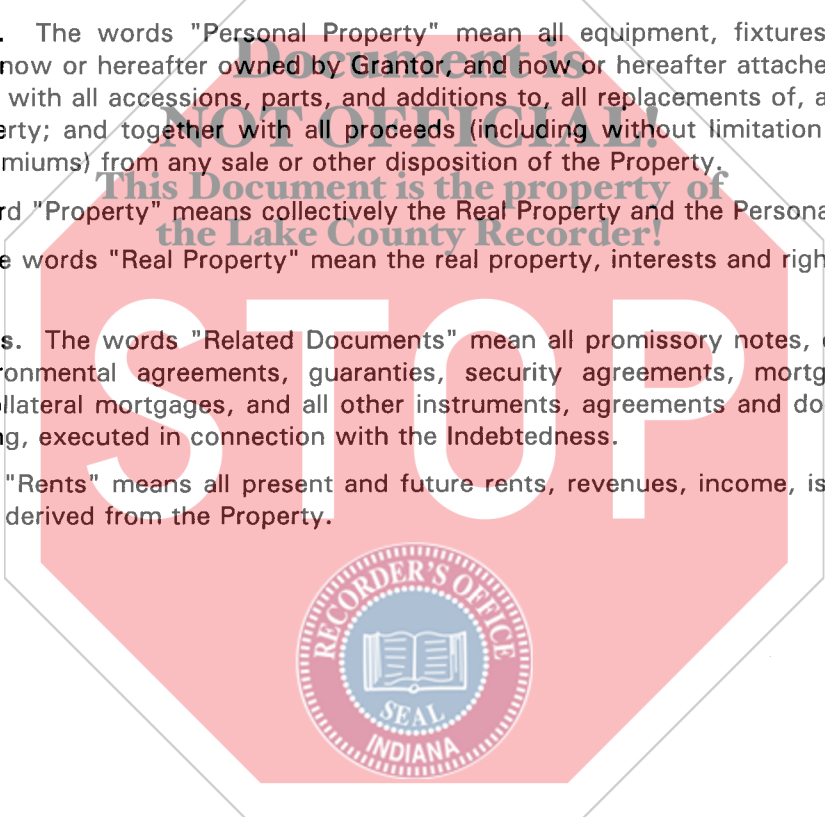 . The words "Personal Property" mean all equipment, fixtures
Document is
now or hereafter owned by Grantor, and now or hereafter attache
with all accessions, parts, and additions to, all replacements of, a
NOT OFFICIAL!
erty; and together with all proceeds (including without limitation
miums) from any sale or other disposition of the Property.
This Document is the property of
rd "Property" means collectively the Real Property and the Persona
the Lake County Recorder!
e words "Real Property" mean the real property, interests and righ
STOP
s. The words "Related Documents" mean all promissory notes,
ronmental agreements, guaranties, security agreements, mortg
llateral mortgages, and all other instruments, agreements and do
ng, executed in connection with the Indebtedness.
"Rents" means all present and future rents, revenues, income, is
derived from the Property.
RECORDER'S OFFICE
SEAL
INDIANA